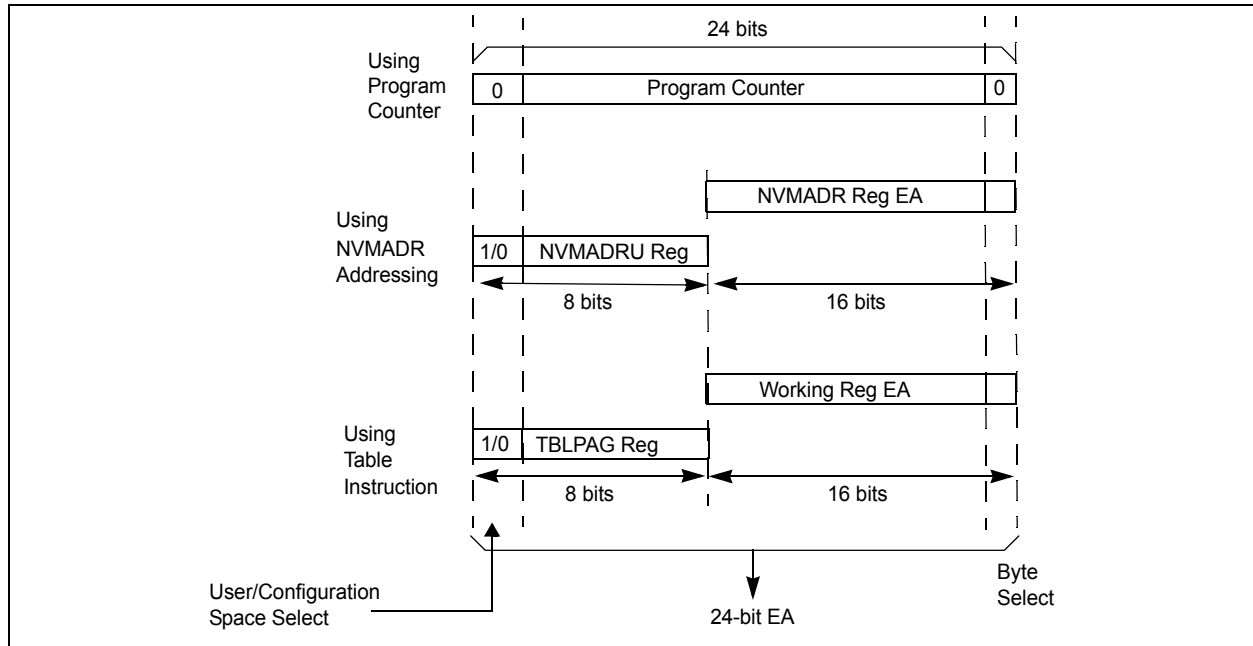 24 bits
Using
Program
Counter
0
Program Counter
0
NVMADR Reg EA
Using
NVMADR
Addressing
1/0
NVMADRU Reg
8 bits
16 bits
Working Reg EA
Using
Table
Instruction
1/0
TBLPAG Reg
8 bits
16 bits
User/Configuration
Space Select
24-bit EA
Byte
Select